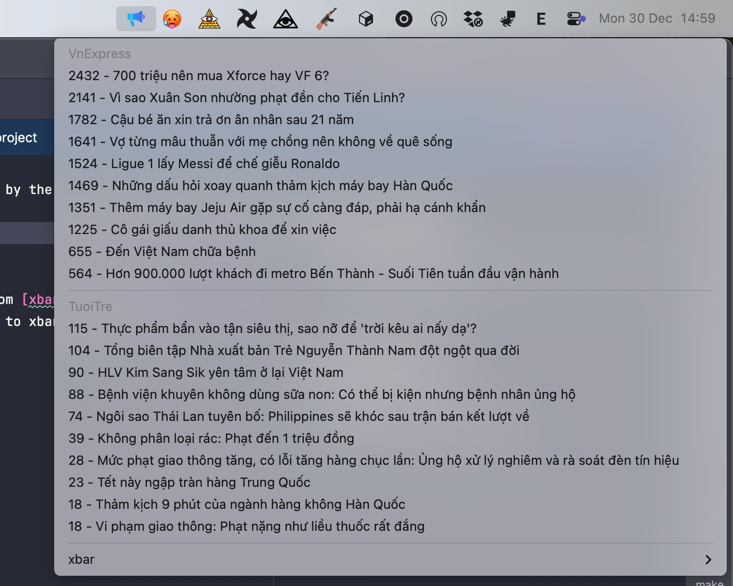 E Mon 30 Dec 14:59
VnExpress
2432 - 700 triệu nên mua Xforce hay VF 6?
2141 - Vì sao Xuân Son nhường phạt đền cho Tiến Linh?
1782 - Cậu bé ăn xin trả ơn ân nhân sau 21 năm
1641 - Vợ từng mâu thuẫn với mẹ chồng nên không về quê sống
1524 - Ligue 1 lấy Messi để chế giễu Ronaldo
1469 - Những dấu hỏi xoay quanh thảm kịch máy bay Hàn Quốc
1351 - Thêm máy bay Jeju Air gặp sự cố càng đáp, phải hạ cánh khẩn
1225 - Cô gái giấu danh thủ khoa để xin việc
655 - Đến Việt Nam chữa bệnh
564 - Hơn 900.000 lượt khách đi metro Bến Thành - Suối Tiên tuần đầu vận hành
TuoiTre
115 - Thực phẩm bẩn vào tận siêu thị, sao nỡ để 'trời kêu ai nấy dạ'?
104 - Tổng biên tập Nhà xuất bản Trẻ Nguyễn Thành Nam đột ngột qua đời
90 - HLV Kim Sang Sik yên tâm ở lại Việt Nam
88 - Bệnh viện khuyên không dùng sữa non: Có thể bị kiện nhưng bệnh nhân ủng hộ
74 - Ngôi sao Thái Lan tuyên bố: Philippines sẽ khóc sau trận bán kết lượt về
39 - Không phân loại rác: Phạt đến 1 triệu đồng
28 - Mức phạt giao thông tăng, có lỗi tăng hàng chục lần: Ủng hộ xử lý nghiêm và rà soát đèn tín hiệu
23 - Tết này ngập tràn hàng Trung Quốc
18 - Thảm kịch 9 phút của ngành hàng không Hàn Quốc
18 - Vi phạm giao thông: Phạt nặng như liều thuốc rất đắng
xbar
roject
by the
om [xba
to xba
make